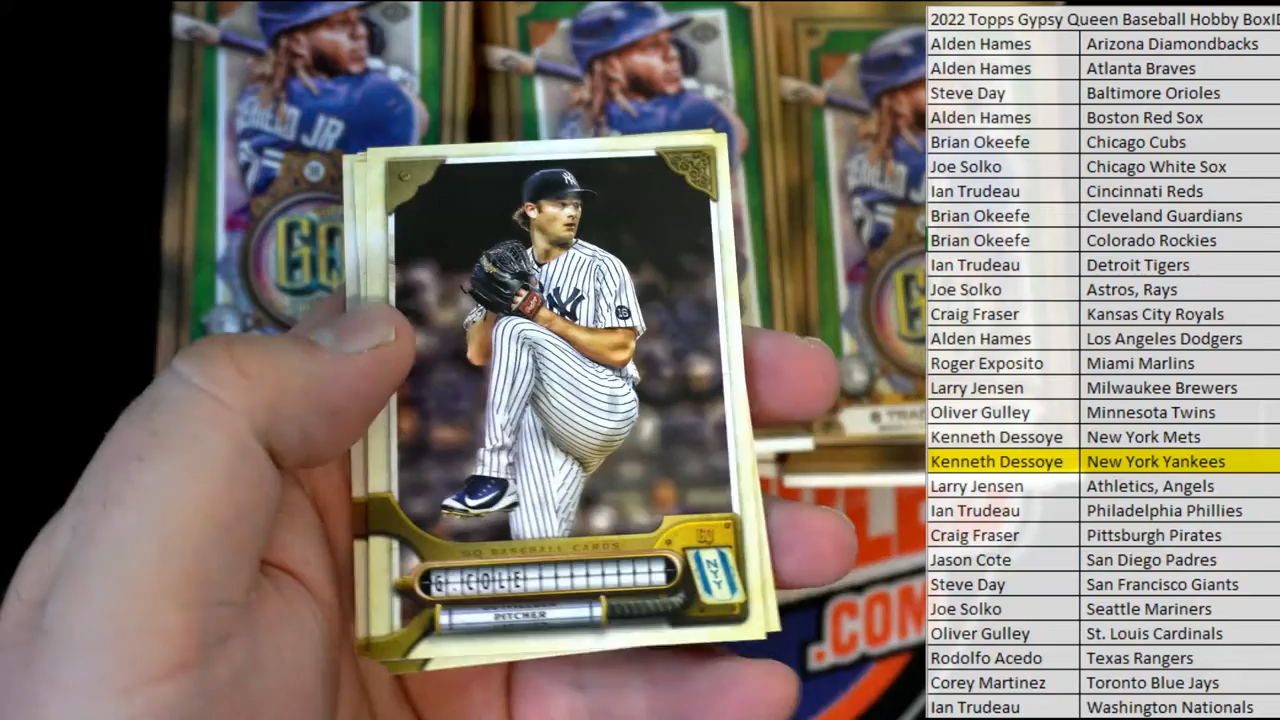 2022 Topps Gypsy Queen Baseball Hobby BoxID
Alden Hames Arizona Diamondbacks
Alden Hames Atlanta Braves
Steve Day Baltimore Orioles
Alden Hames Boston Red Sox
Brian Okeefe Chicago Cubs
Joe Solko Chicago White Sox
Ian Trudeau Cincinnati Reds
Brian Okeefe Cleveland Guardians
Brian Okeefe Colorado Rockies
Ian Trudeau Detroit Tigers
Joe Solko Astros, Rays
Craig Fraser Kansas City Royals
Alden Hames Los Angeles Dodgers
Roger Exposito Miami Marlins
Larry Jensen Milwaukee Brewers
Oliver Gulley Minnesota Twins
Kenneth Dessoye New York Mets
Kenneth Dessoye New York Yankees
Larry Jensen Athletics, Angels
Ian Trudeau Philadelphia Phillies
Craig Fraser Pittsburgh Pirates
Jason Cote San Diego Padres
Steve Day San Francisco Giants
Joe Solko Seattle Mariners
Oliver Gulley St. Louis Cardinals
Rodolfo Acedo Texas Rangers
Corey Martinez Toronto Blue Jays
Ian Trudeau Washington Nationals
GQ
NY
16
GQ BASEBALL CARDS
GQ
G. COLE
NYY
PITCHER
.COM